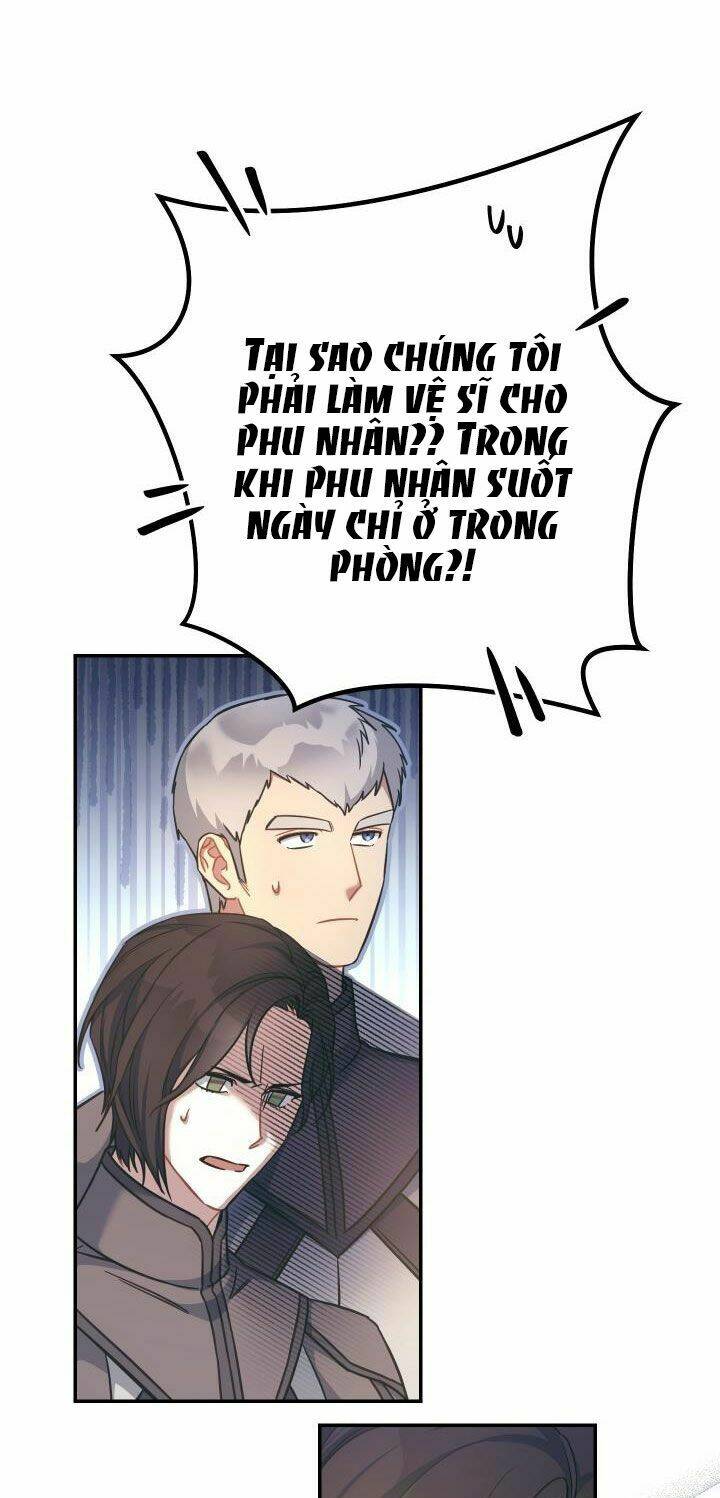 TẠI SAO CHÚNG TÔI
PHẢI LÀM VỆ SĨ CHO
PHU NHÂN?? TRONG
KHI PHU NHÂN SUỐT
NGÀY CHỈ Ở TRONG
PHÒNG?!